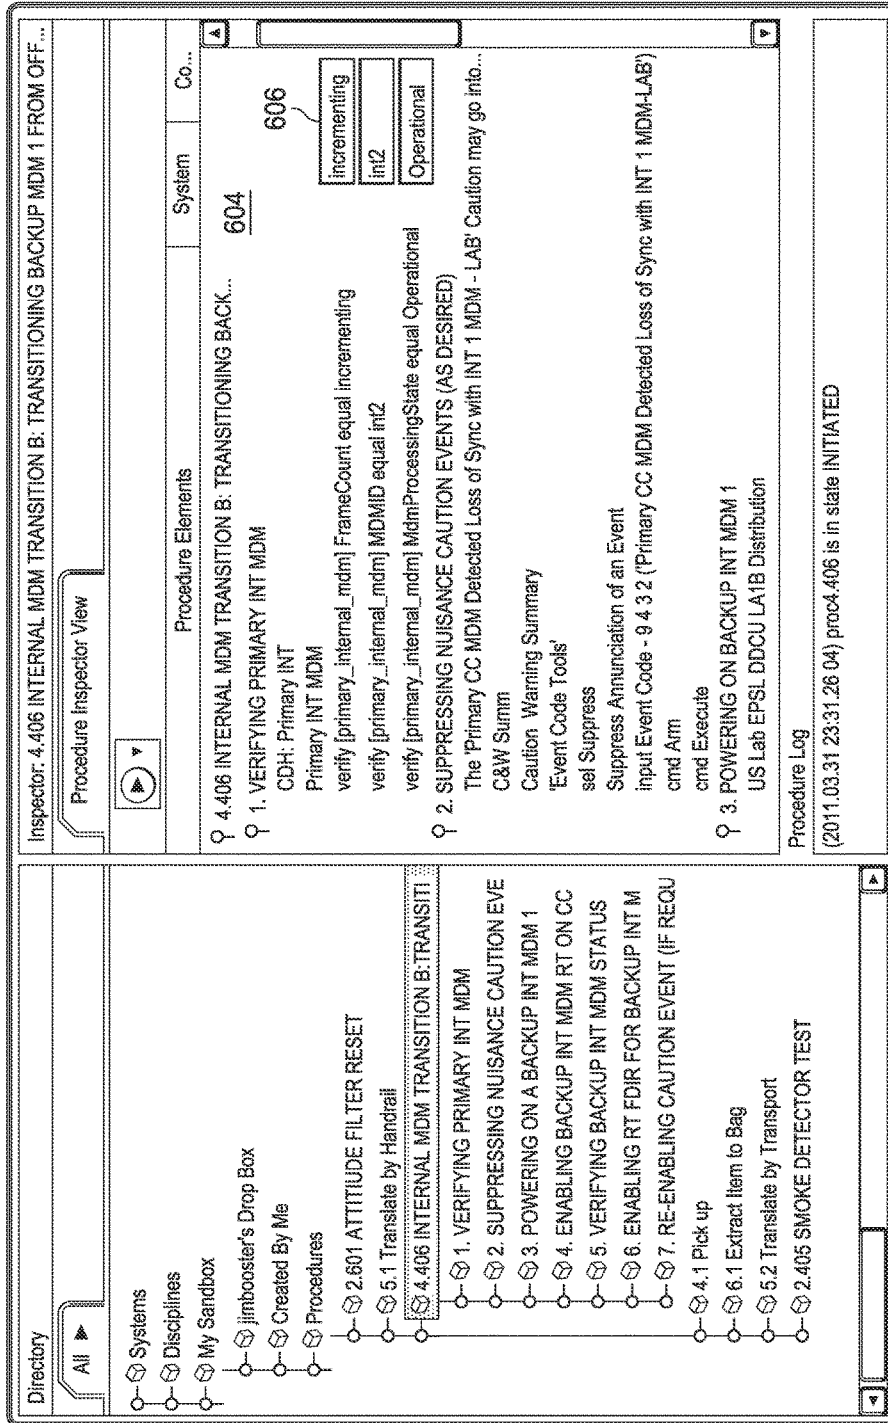 Directory
All
Systems
Disciplines
My Sandbox
jimbooster's Drop Box
Created By Me
Procedures
2.601 ATTITUDE FILTER RESET
5.1 Translate by Handrail
4.406 INTERNAL MDM TRANSITION B:TRANSITI
1. VERIFYING PRIMARY INT MDM
2. SUPPRESSING NUISANCE CAUTION EVE
3. POWERING ON A BACKUP INT MDM 1
4. ENABLING BACKUP INT MDM RT ON CC
5. VERIFYING BACKUP INT MDM STATUS
6. ENABLING RT FDIR FOR BACKUP INT M
7. RE-ENABLING CAUTION EVENT (IF REQU
4.1 Pick up
6.1 Extract Item to Bag
5.2 Translate by Transport
2.405 SMOKE DETECTOR TEST
Inspector: 4.406 INTERNAL MDM TRANSITION B: TRANSITIONING BACKUP MDM 1 FROM OFF...
Procedure Inspector View
Procedure Elements System Co...
604
4.406 INTERNAL MDM TRANSITION B: TRANSITIONING BACK...
1. VERIFYING PRIMARY INT MDM
CDH: Primary INT
606
Primary INT MDM
verify [primary_internal_mdm] FrameCount equal incrementing incrementing
verify [primary_internal_mdm] MDMID equal int2 int2
verify [primary_internal_mdm] MdmProcessingState equal Operational Operational
2. SUPPRESSING NUISANCE CAUTION EVENTS (AS DESIRED)
The 'Primary CC MDM Detected Loss of Sync with INT 1 MDM - LAB' Caution may go into...
C&W Summ
Caution Warning Summary
'Event Code Tools'
sel Suppress
Suppress Annunciation of an Event
input Event Code - 9 4 3 2 ('Primary CC MDM Detected Loss of Sync with INT 1 MDM-LAB')
cmd Arm
cmd Execute
3. POWERING ON BACKUP INT MDM 1
US Lab EPSL DDCU LA1B Distribution
Procedure Log
(2011.03.31 23:31.26 04) proc4.406 is in state INITIATED